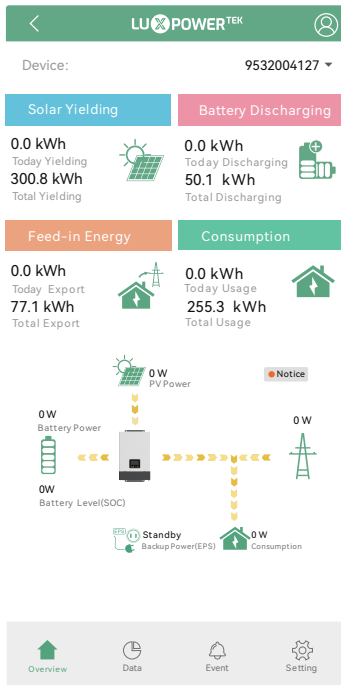 LUXPOWERTEK
Device:
9532004127
Solar Yielding
Battery Discharging
0.0 kWh
Today Yielding
300.8 kWh
Total Yielding
0.0 kWh
Today Discharging
50.1 kWh
Total Discharging
Feed-in Energy
Consumption
0.0 kWh
Today Export
77.1 kWh
Total Export
0.0 kWh
Today Usage
255.3 kWh
Total Usage
0 W
PV Power
Notice
0 W
Battery Power
0 W
0W
Battery Level(SOC)
EPS
Standby
Backup Power(EPS)
0 W
Consumption
Overview
Data
Event
Setting